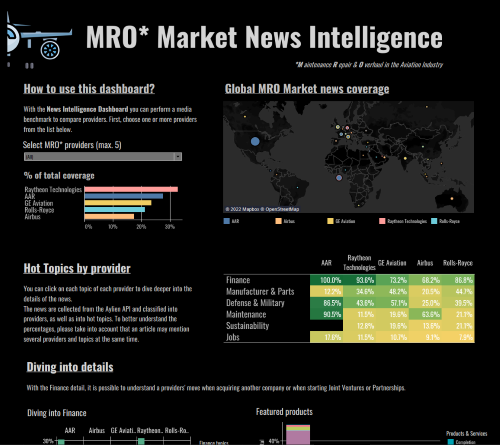 MRO* Market News Intelligence
*M aintenance R epair & O verhaul in the Aviation Industry
How to use this dashboard?
With the News Intelligence Dashboard you can perform a media
benchmark to compare providers. First, choose one or more providers
from the list below.
Select MRO* providers (max. 5)
(All)
% of total coverage
Raytheon Technologies
AAR
GE Aviation
Rolls-Royce
Airbus
0% 10% 20% 30%
Global MRO Market news coverage
© 2022 Mapbox © OpenStreetMap
AAR Airbus GE Aviation Raytheon Technologies Rolls-Royce
Hot Topics by provider
You can click on each topic of each provider to dive deeper into the
details of the news.
The news are collected from the Aylien API and classified into
providers, as well as into hot topics. To better understand the
percentages, please take into account that an article may mention
several providers and topics at the same time.
AAR Raytheon Technologies GE Aviation Airbus Rolls-Royce
Finance 100.0% 93.6% 73.2% 68.2% 86.8%
Manufacturer & Parts 12.2% 34.6% 48.2% 20.5% 44.7%
Defense & Military 86.5% 43.6% 57.1% 25.0% 39.5%
Maintenance 90.5% 11.5% 19.6% 63.6% 21.1%
Sustainability 12.8% 19.6% 13.6% 21.1%
Jobs 17.6% 11.5% 10.7% 9.1% 7.9%
Diving into details
With the Finance detail, it is possible to understand a providers' move when acquiring another company or when starting Joint Ventures or Partnerships.
Diving into Finance
AAR Airbus GE Aviati.. Raytheon.. Rolls-Ro..
30%
Finance topics
Featured products
40%
Products & Services
Completion